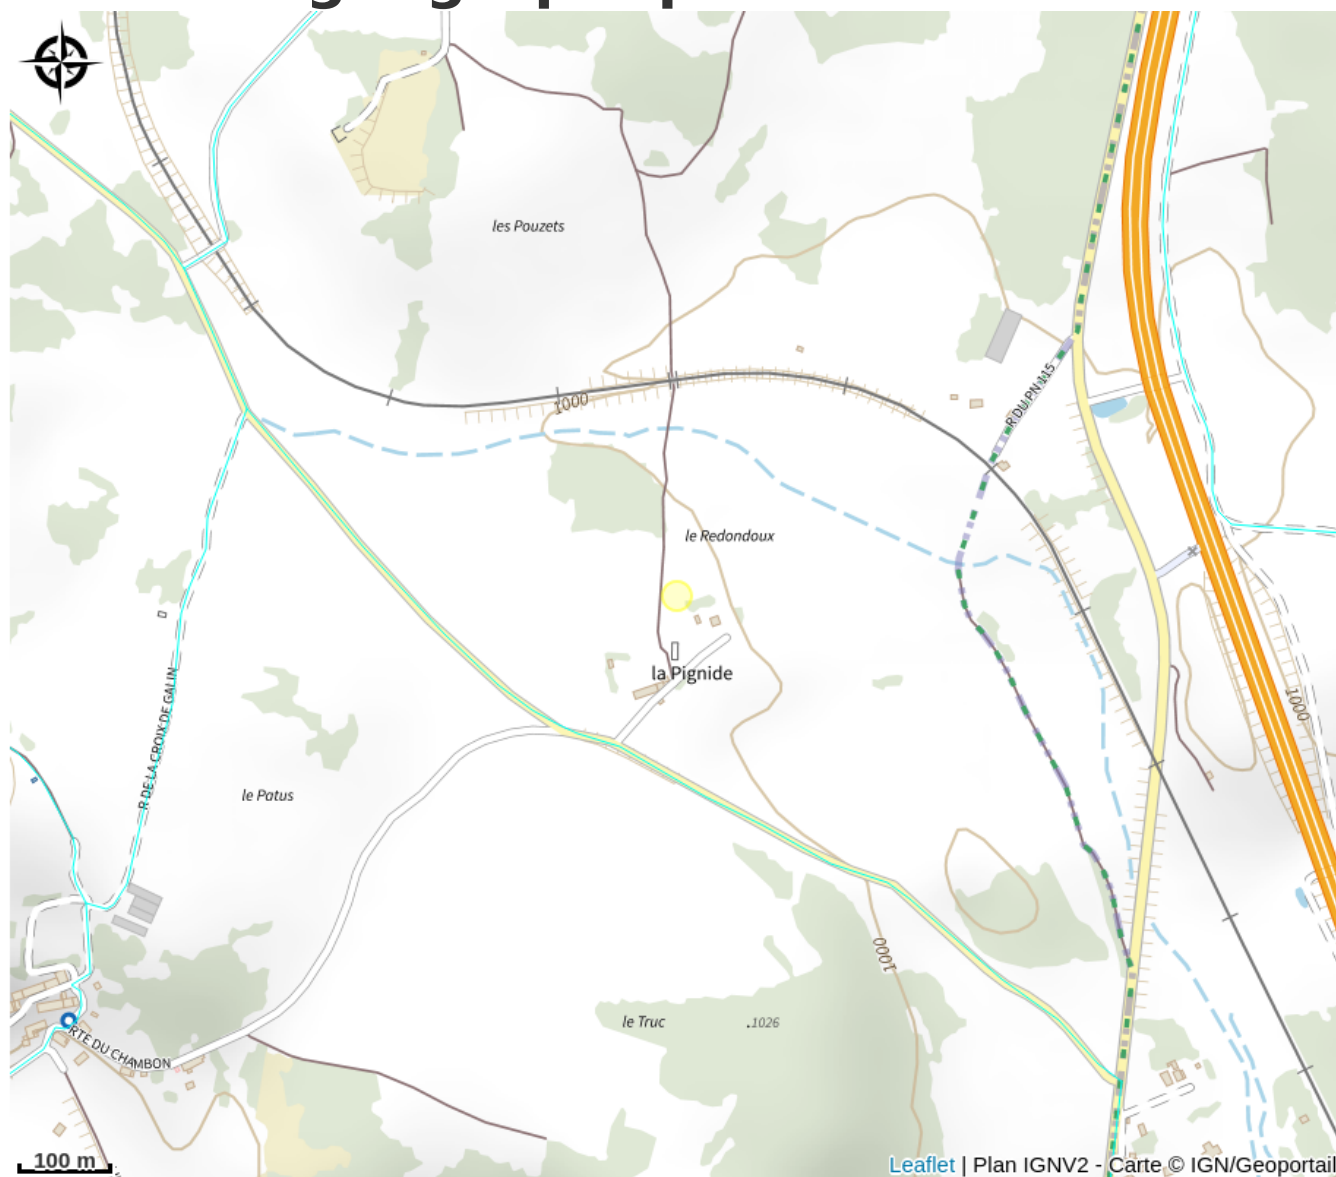 les Pouzets
1000
R DU PN 115
le Redondoux
la Pignide
R DE LA CROIX DE GALIN
1000
le Patus
1000
le Truc
.1026
RTE DU CHAMBON
100 m
Leaflet | Plan IGNV2 - Carte © IGN/Geoportail